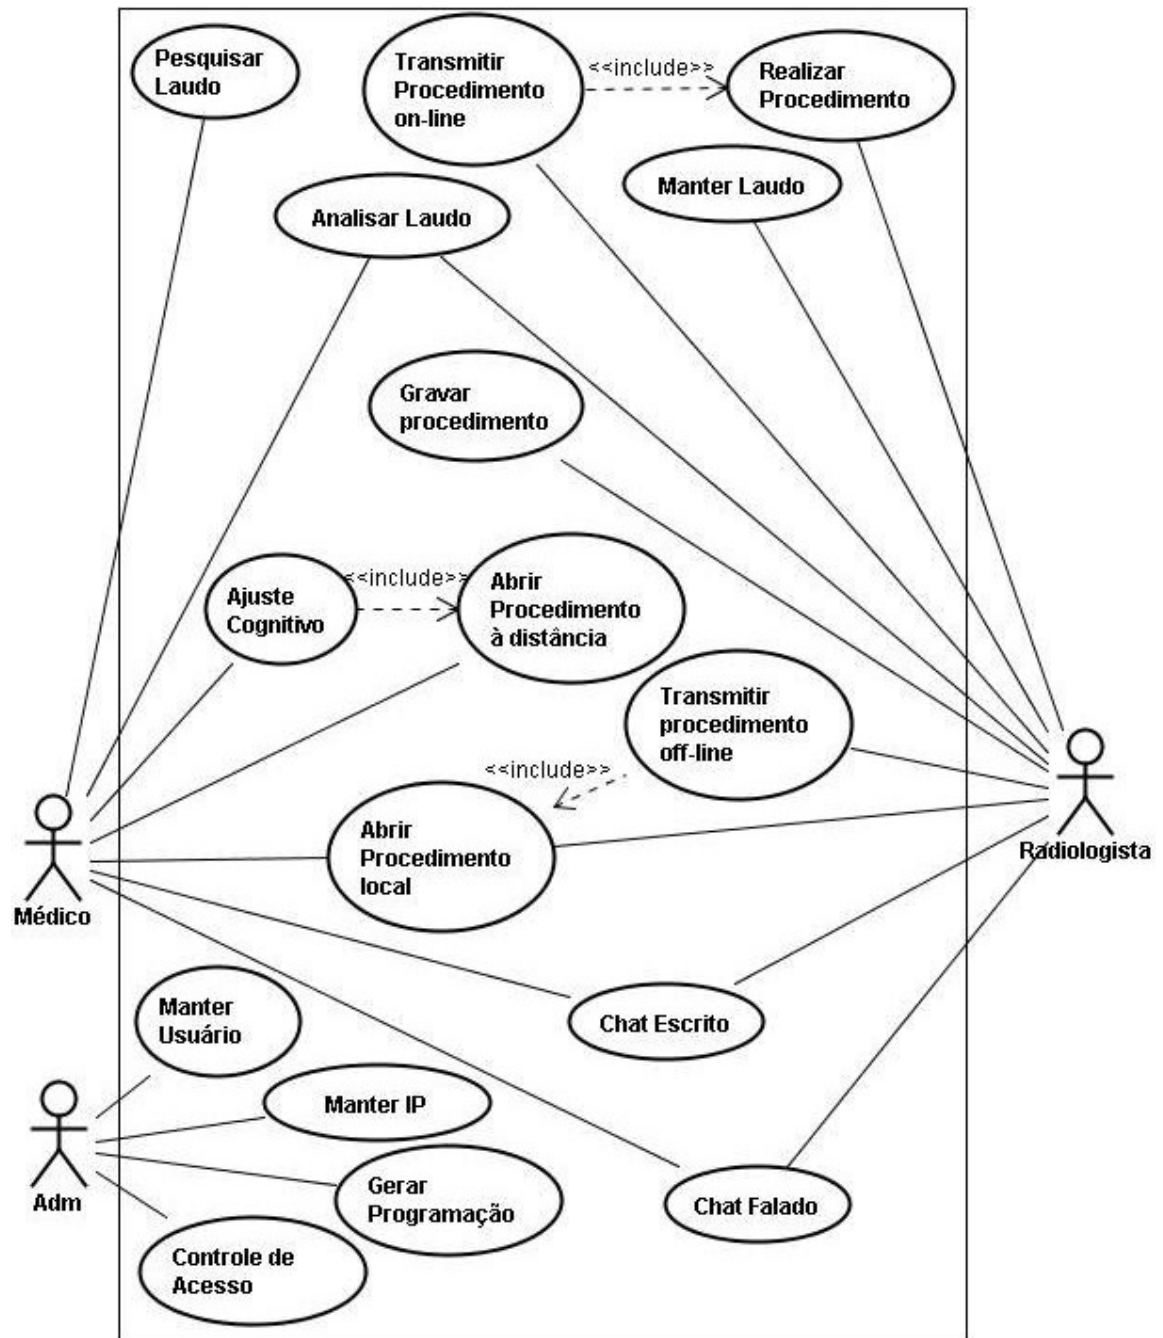 Pesquisar
Laudo
Transmitir
Procedimento
on-line
<<include>>
Realizar
Procedimento
Manter Laudo
Analisar Laudo
Gravar
procedimento
Ajuste
Cognitivo
<<include>>
Abrir
Procedimento
à distância
Transmitir
procedimento
off-line
<<include>>
Abrir
Procedimento
local
Médico
Radiologista
Manter
Usuário
Chat Escrito
Manter IP
Adm
Gerar
Programação
Chat Falado
Controle de
Acesso